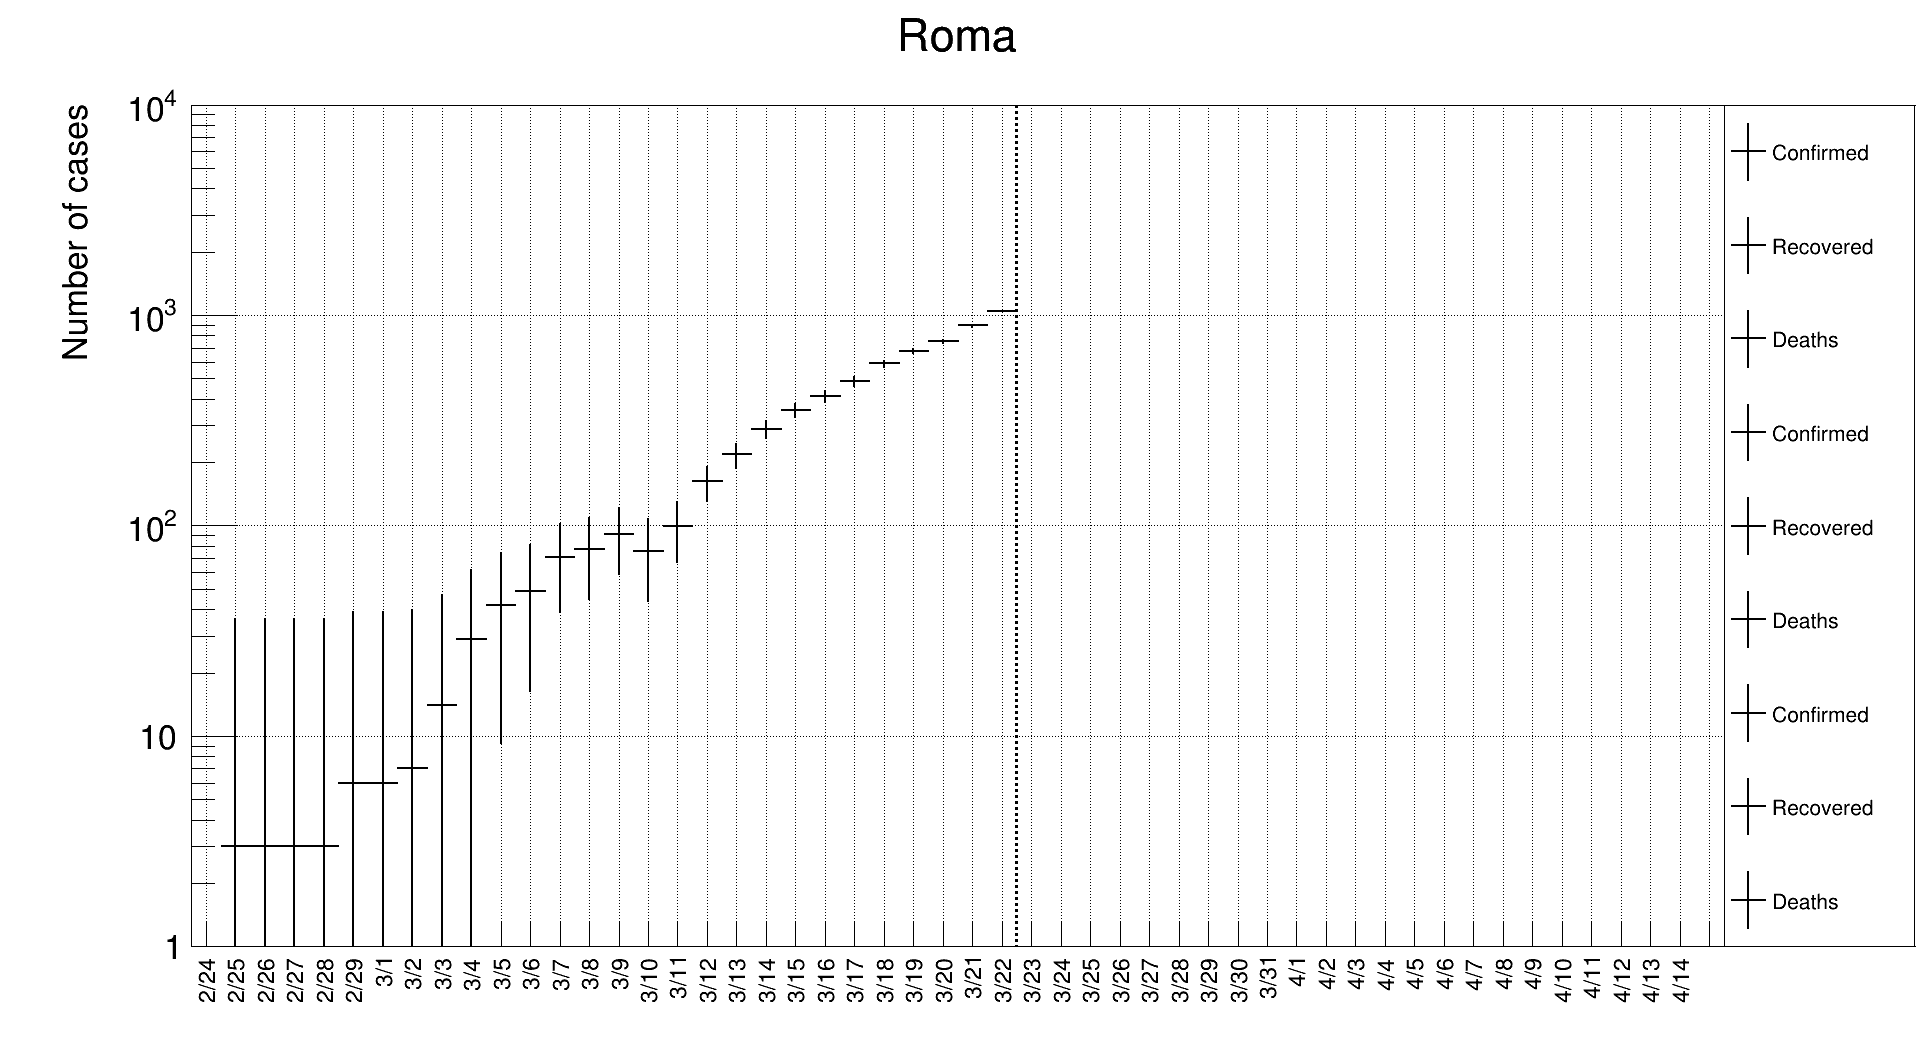 Roma
Number of cases
10^4
10^3
10^2
10
1
2/24 2/25 2/26 2/27 2/28 2/29 3/1 3/2 3/3 3/4 3/5 3/6 3/7 3/8 3/9 3/10 3/11 3/12 3/13 3/14 3/15 3/16 3/17 3/18 3/19 3/20 3/21 3/22 3/23 3/24 3/25 3/26 3/27 3/28 3/29 3/30 3/31 4/1 4/2 4/3 4/4 4/5 4/6 4/7 4/8 4/9 4/10 4/11 4/12 4/13 4/14
Confirmed
Recovered
Deaths
Confirmed
Recovered
Deaths
Confirmed
Recovered
Deaths